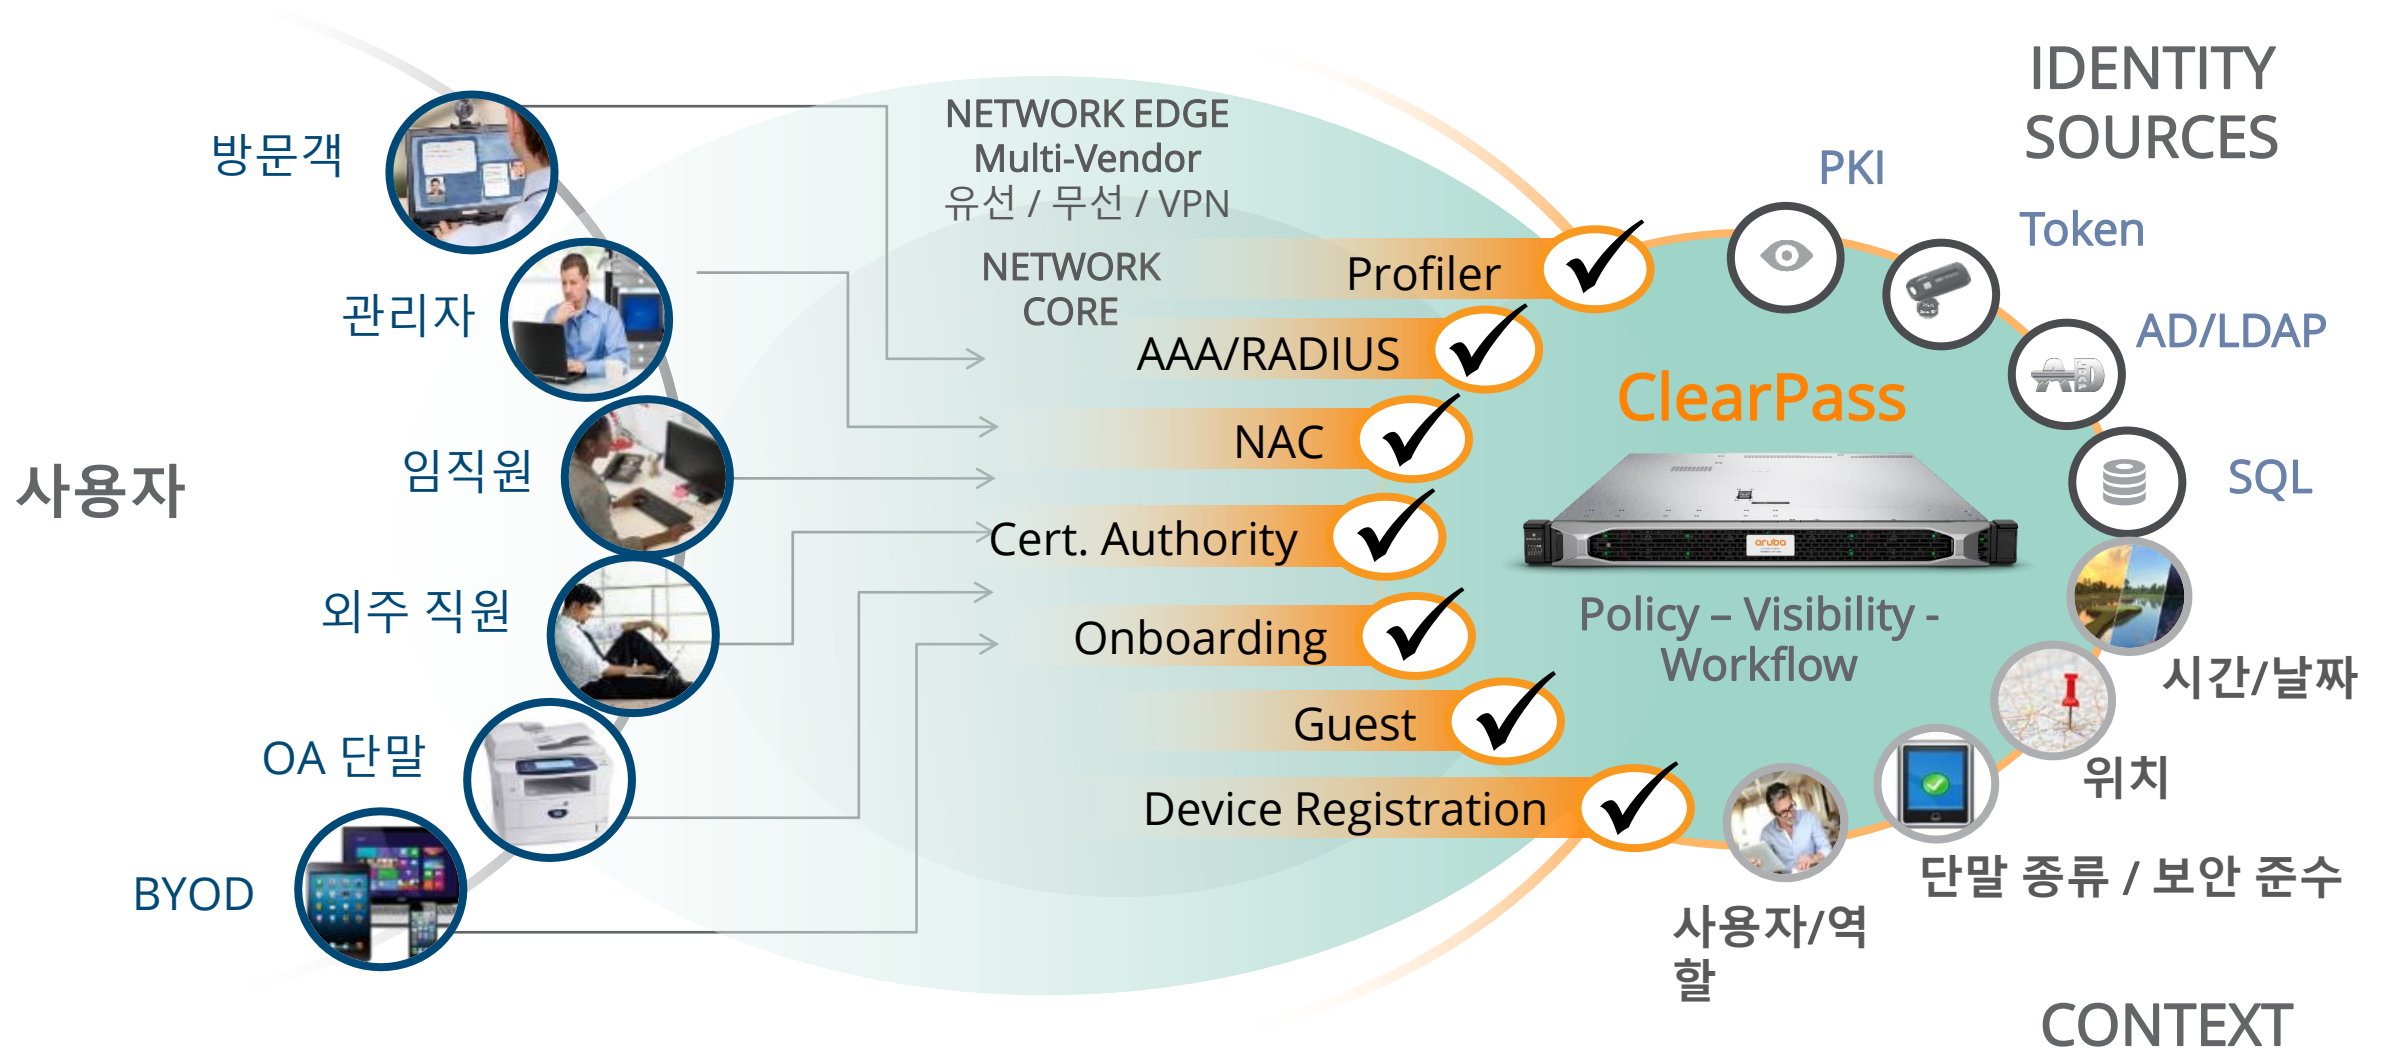 사용자
방문객
관리자
임직원
외주 직원
OA 단말
BYOD
NETWORK EDGE
Multi-Vendor
유선 / 무선 / VPN
NETWORK
CORE
Profiler
AAA/RADIUS
NAC
Cert. Authority
Onboarding
Guest
Device Registration
ClearPass
aruba
Policy – Visibility -
Workflow
IDENTITY
SOURCES
PKI
Token
AD/LDAP
AD
SQL
시간/날짜
위치
단말 종류 / 보안 준수
사용자/역
할
CONTEXT